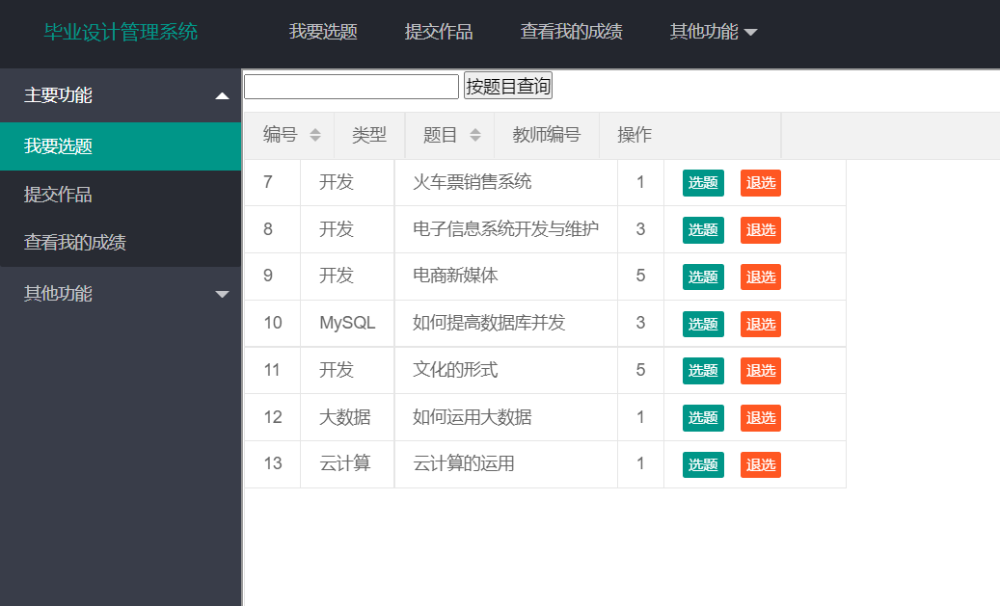 毕业设计管理系统 我要选题 提交作品 查看我的成绩 其他功能
主要功能
我要选题
提交作品
查看我的成绩
其他功能
按题目查询
编号 类型 题目 教师编号 操作
7 开发 火车票销售系统 1 选题 退选
8 开发 电子信息系统开发与维护 3 选题 退选
9 开发 电商新媒体 5 选题 退选
10 MySQL 如何提高数据库并发 3 选题 退选
11 开发 文化的形式 5 选题 退选
12 大数据 如何运用大数据 1 选题 退选
13 云计算 云计算的运用 1 选题 退选